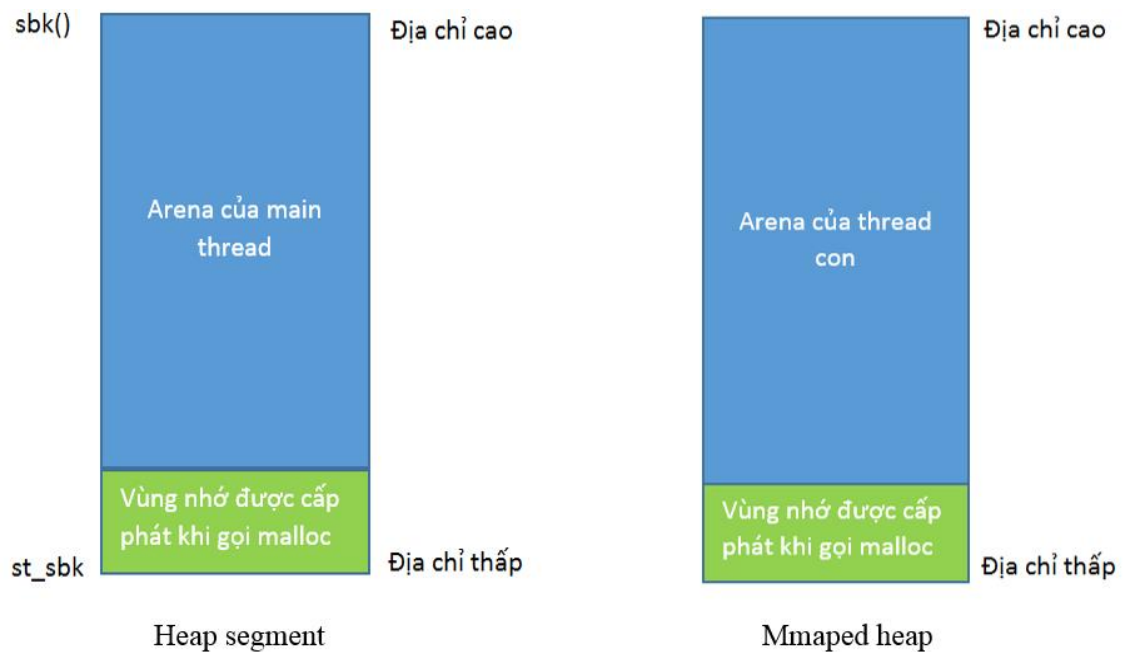 sbk()
Địa chỉ cao
Arena của main
thread
Vùng nhớ được cấp
phát khi gọi malloc
st_sbk
Địa chỉ thấp
Heap segment
Địa chỉ cao
Arena của thread
con
Vùng nhớ được cấp
phát khi gọi malloc
Địa chỉ thấp
Mmaped heap